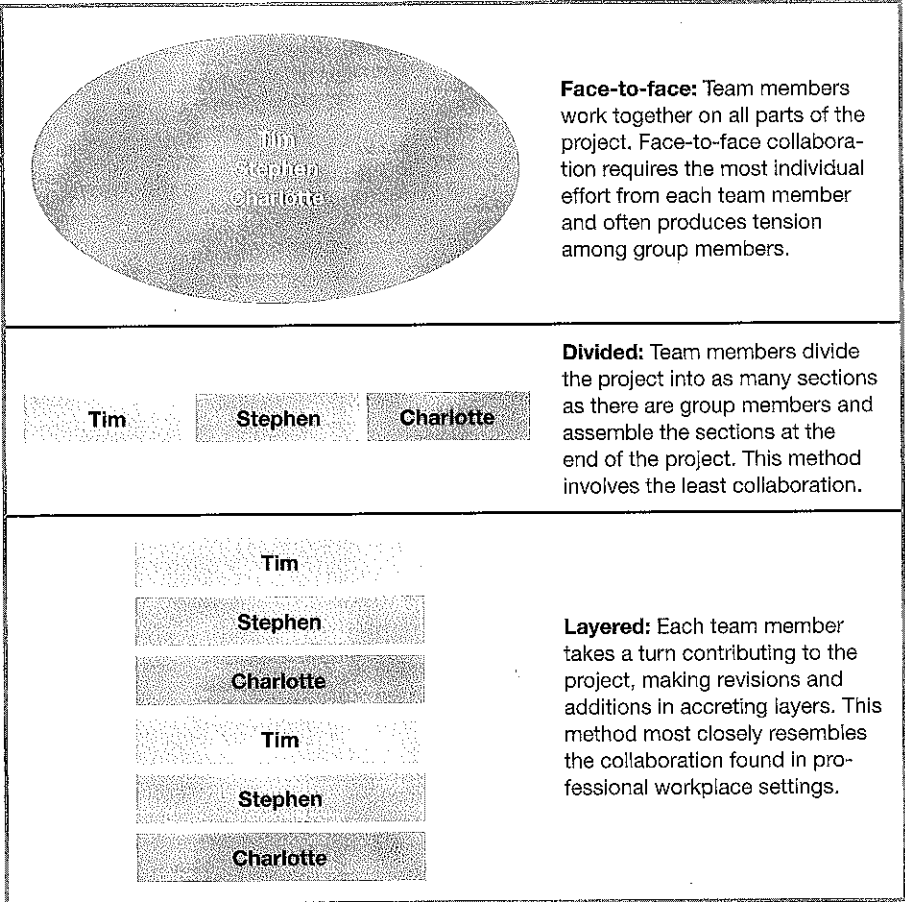 Tim
Stephen
Charlotte
Face-to-face: Team members
work together on all parts of the
project. Face-to-face collabora-
tion requires the most individual
effort from each team member
and often produces tension
among group members.
Tim
Stephen
Charlotte
Divided: Team members divide
the project into as many sections
as there are group members and
assemble the sections at the
end of the project. This method
involves the least collaboration.
Tim
Stephen
Charlotte
Tim
Stephen
Charlotte
Layered: Each team member
takes a turn contributing to the
project, making revisions and
additions in accreting layers. This
method most closely resembles
the collaboration found in pro-
fessional workplace settings.